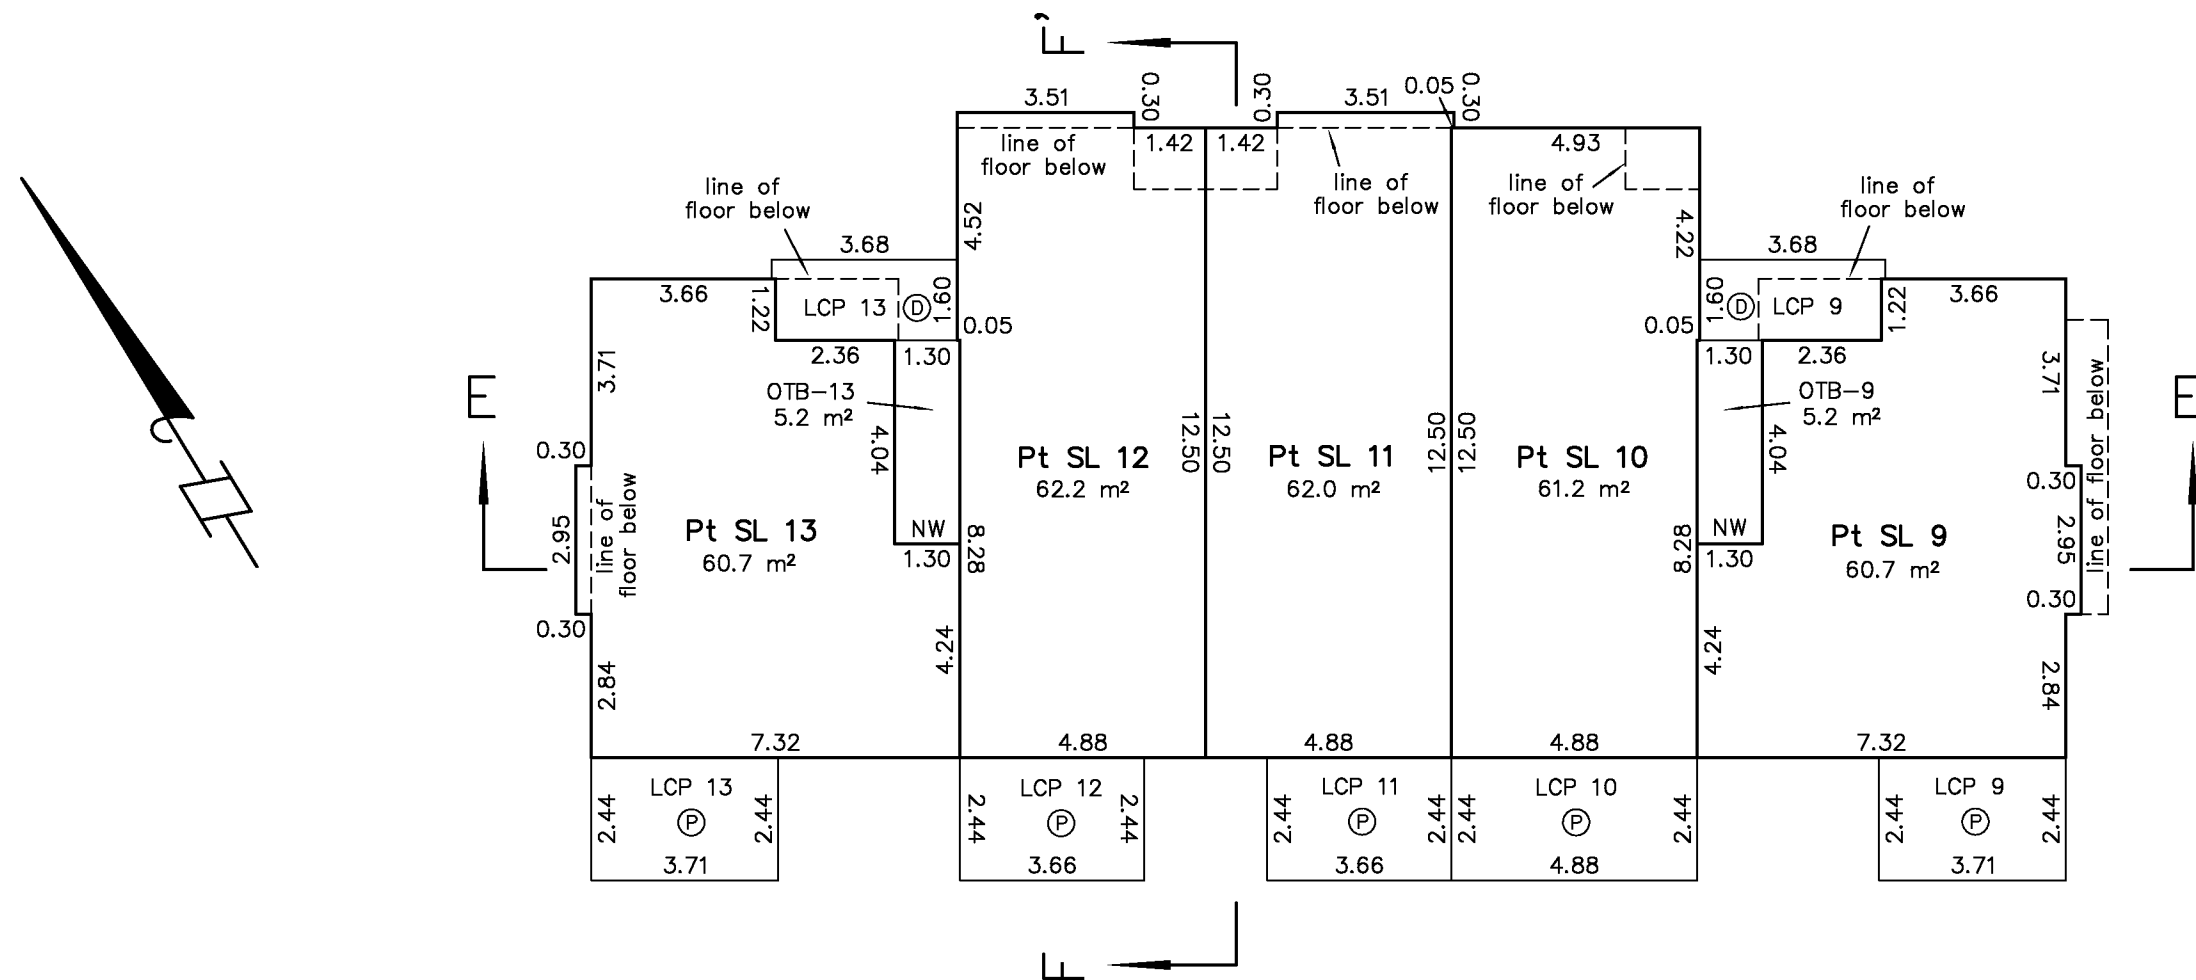 F
3.51
0.30
0.30
3.51
0.05
0.30
line of
floor below
1.42
1.42
4.93
line of
floor below
line of
floor below
line of
floor below
line of
floor below
4.52
4.22
3.68
3.68
3.66
1.22
LCP 13
D
1.60
0.05
0.05
1.60
D
LCP 9
1.22
3.66
2.36
1.30
1.30
2.36
3.71
OTB-13
5.2 m²
OTB-9
5.2 m²
3.71
E
E
0.30
4.04
12.50
12.50
12.50
12.50
4.04
Pt SL 12
62.2 m²
Pt SL 11
62.0 m²
Pt SL 10
61.2 m²
0.30
line of floor below
2.95
line of
floor below
Pt SL 13
60.7 m²
NW
1.30
8.28
8.28
NW
1.30
Pt SL 9
60.7 m²
2.95
0.30
0.30
2.84
4.24
4.24
2.84
7.32
4.88
4.88
4.88
7.32
LCP 13
P
2.44
2.44
3.71
LCP 12
P
2.44
2.44
3.66
LCP 11
P
2.44
2.44
3.66
LCP 10
P
2.44
2.44
4.88
LCP 9
P
2.44
2.44
3.71
F